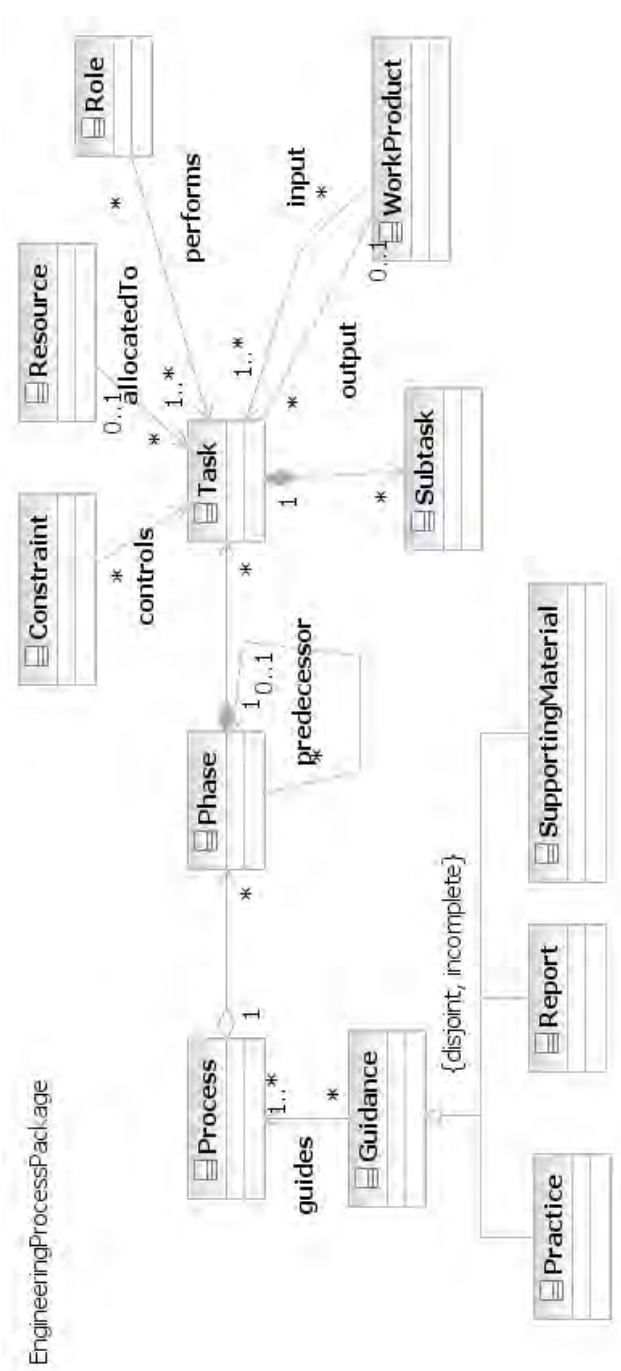 EngineeringProcessPackage
Constraint
Resource
Role
*
controls
0..1
allocatedTo
*
*
performs
1..*
Process
1
*
Phase
1
*
Task
0..1
predecessor
*
1..*
*
guides
1..*
input
*
*
output
0..1
WorkProduct
1
*
Subtask
Guidance
{disjoint, incomplete}
Practice
Report
SupportingMaterial